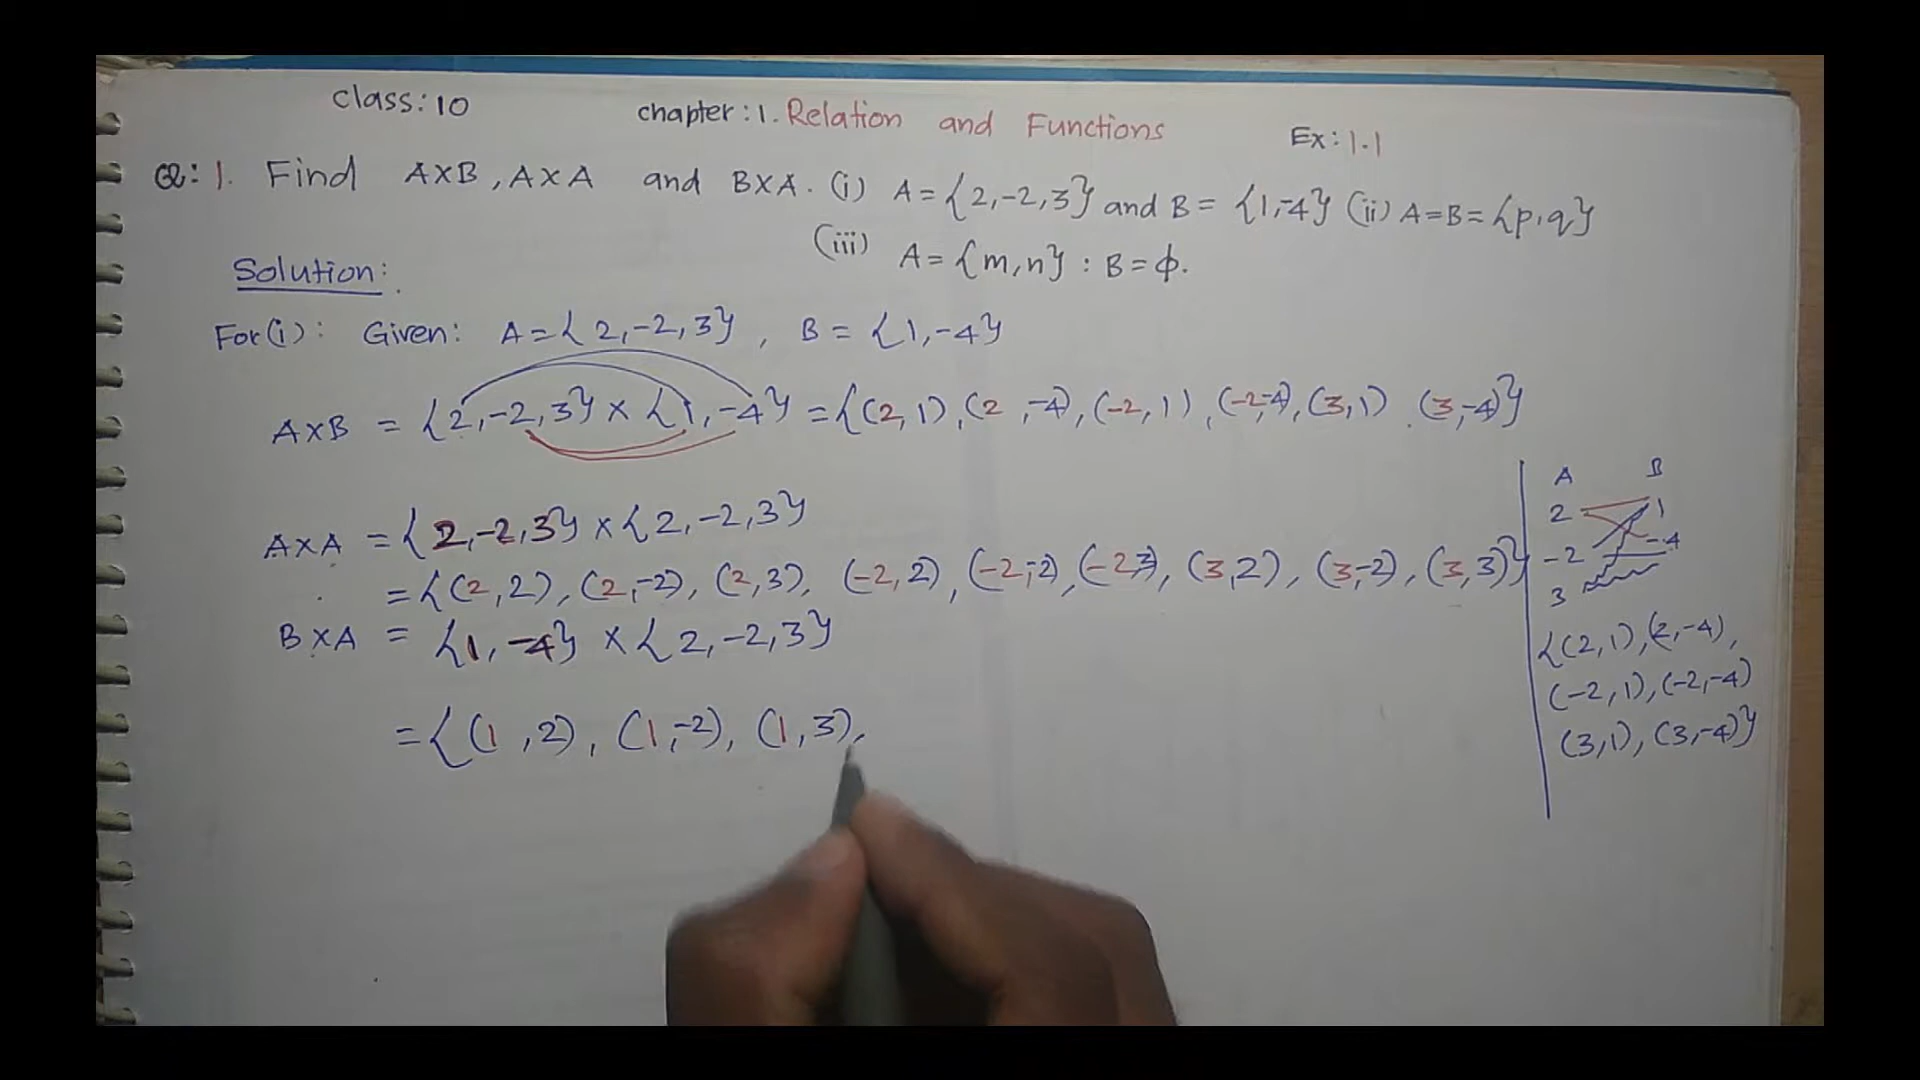 class: 10 chapter: 1. Relation and Functions Ex: 1.1
Q: 1. Find A×B, A×A and B×A. (i) A = {2, -2, 3} and B = {1, -4} (ii) A = B = {p, q}
(iii) A = {m, n} : B = ϕ.
Solution:
For (i): Given: A = {2, -2, 3}, B = {1, -4}
A×B = {2, -2, 3} × {1, -4} = {(2, 1), (2, -4), (-2, 1), (-2, -4), (3, 1) (3, -4)}
A×A = {2, -2, 3} × {2, -2, 3}
= {(2, 2), (2, -2), (2, 3), (-2, 2), (-2, -2), (-2, 3), (3, 2), (3, -2), (3, 3)}
B×A = {1, -4} × {2, -2, 3}
= {(1, 2), (1, -2), (1, 3),
A B
2 1
-2 -4
3
{(2, 1), (2, -4),
(-2, 1), (-2, -4)
(3, 1), (3, -4)}